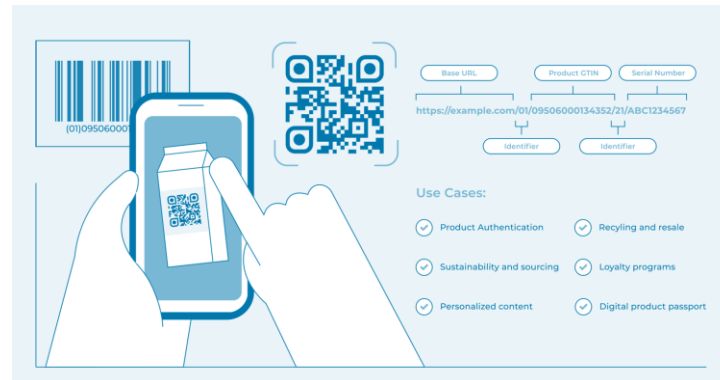 (01)095060001
Base URL
Product GTIN
Serial Number
https://example.com/01/09506000134352/21/ABC1234567
Identifier
Identifier
Use Cases:
Product Authentication
Recyling and resale
Sustainability and sourcing
Loyalty programs
Personalized content
Digital product passport